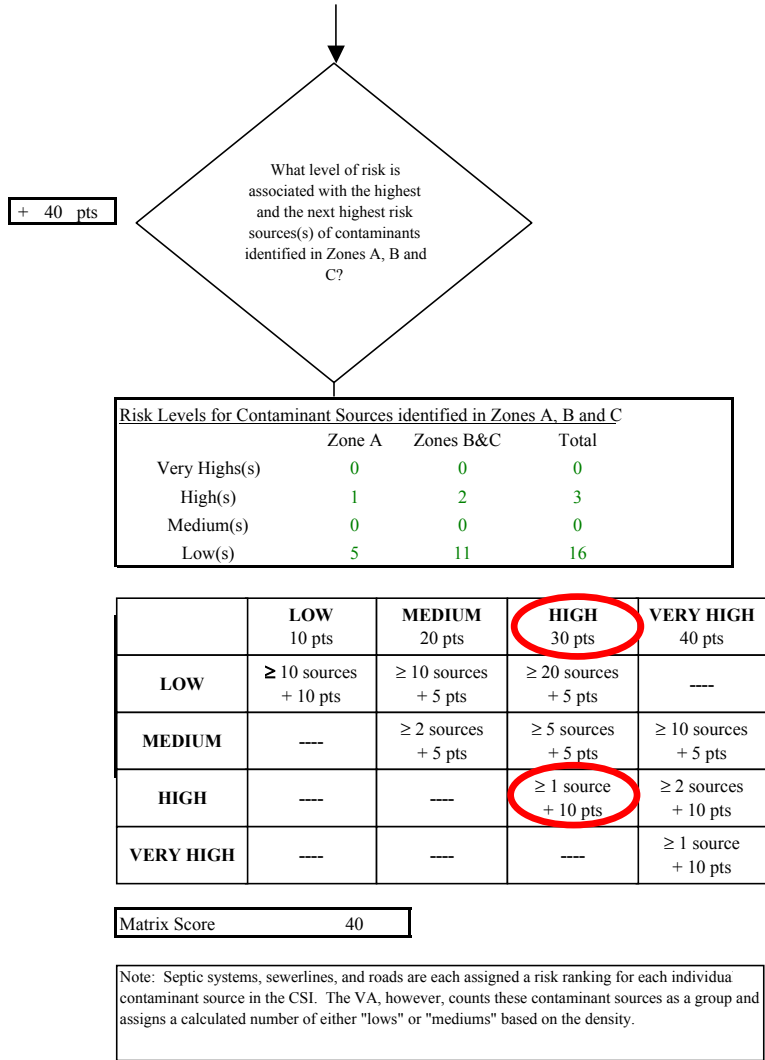 What level of risk is
associated with the highest
and the next highest risk
sources(s) of contaminants
identified in Zones A, B and
C?
+ 40 pts
Risk Levels for Contaminant Sources identified in Zones A, B and C
Zone A Zones B&C Total
Very Highs(s) 0 0 0
High(s) 1 2 3
Medium(s) 0 0 0
Low(s) 5 11 16
LOW MEDIUM HIGH VERY HIGH
10 pts 20 pts 30 pts 40 pts
LOW ≥ 10 sources + 10 pts ≥ 10 sources + 5 pts ≥ 20 sources + 5 pts ----
MEDIUM ---- ≥ 2 sources + 5 pts ≥ 5 sources + 5 pts ≥ 10 sources + 5 pts
HIGH ---- ---- ≥ 1 source + 10 pts ≥ 2 sources + 10 pts
VERY HIGH ---- ---- ---- ≥ 1 source + 10 pts
Matrix Score 40
Note: Septic systems, sewerlines, and roads are each assigned a risk ranking for each individua
contaminant source in the CSI. The VA, however, counts these contaminant sources as a group and
assigns a calculated number of either "lows" or "mediums" based on the density.